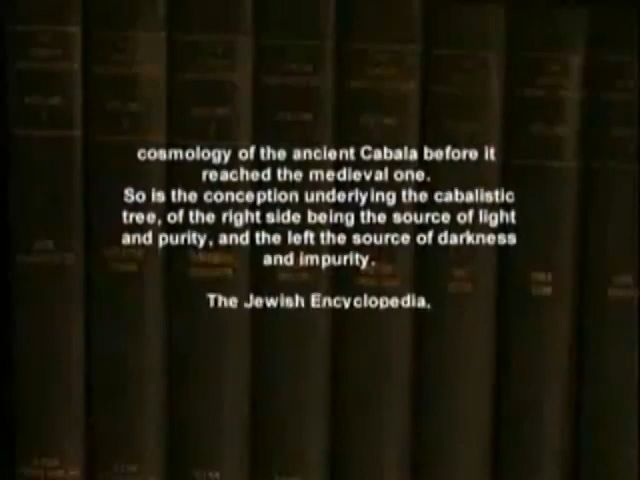 cosmology of the ancient Cabala before it
reached the medieval one.
So is the conception underlying the cabalistic
tree, of the right side being the source of light
and purity, and the left the source of darkness
and impurity.
The Jewish Encyclopedia.